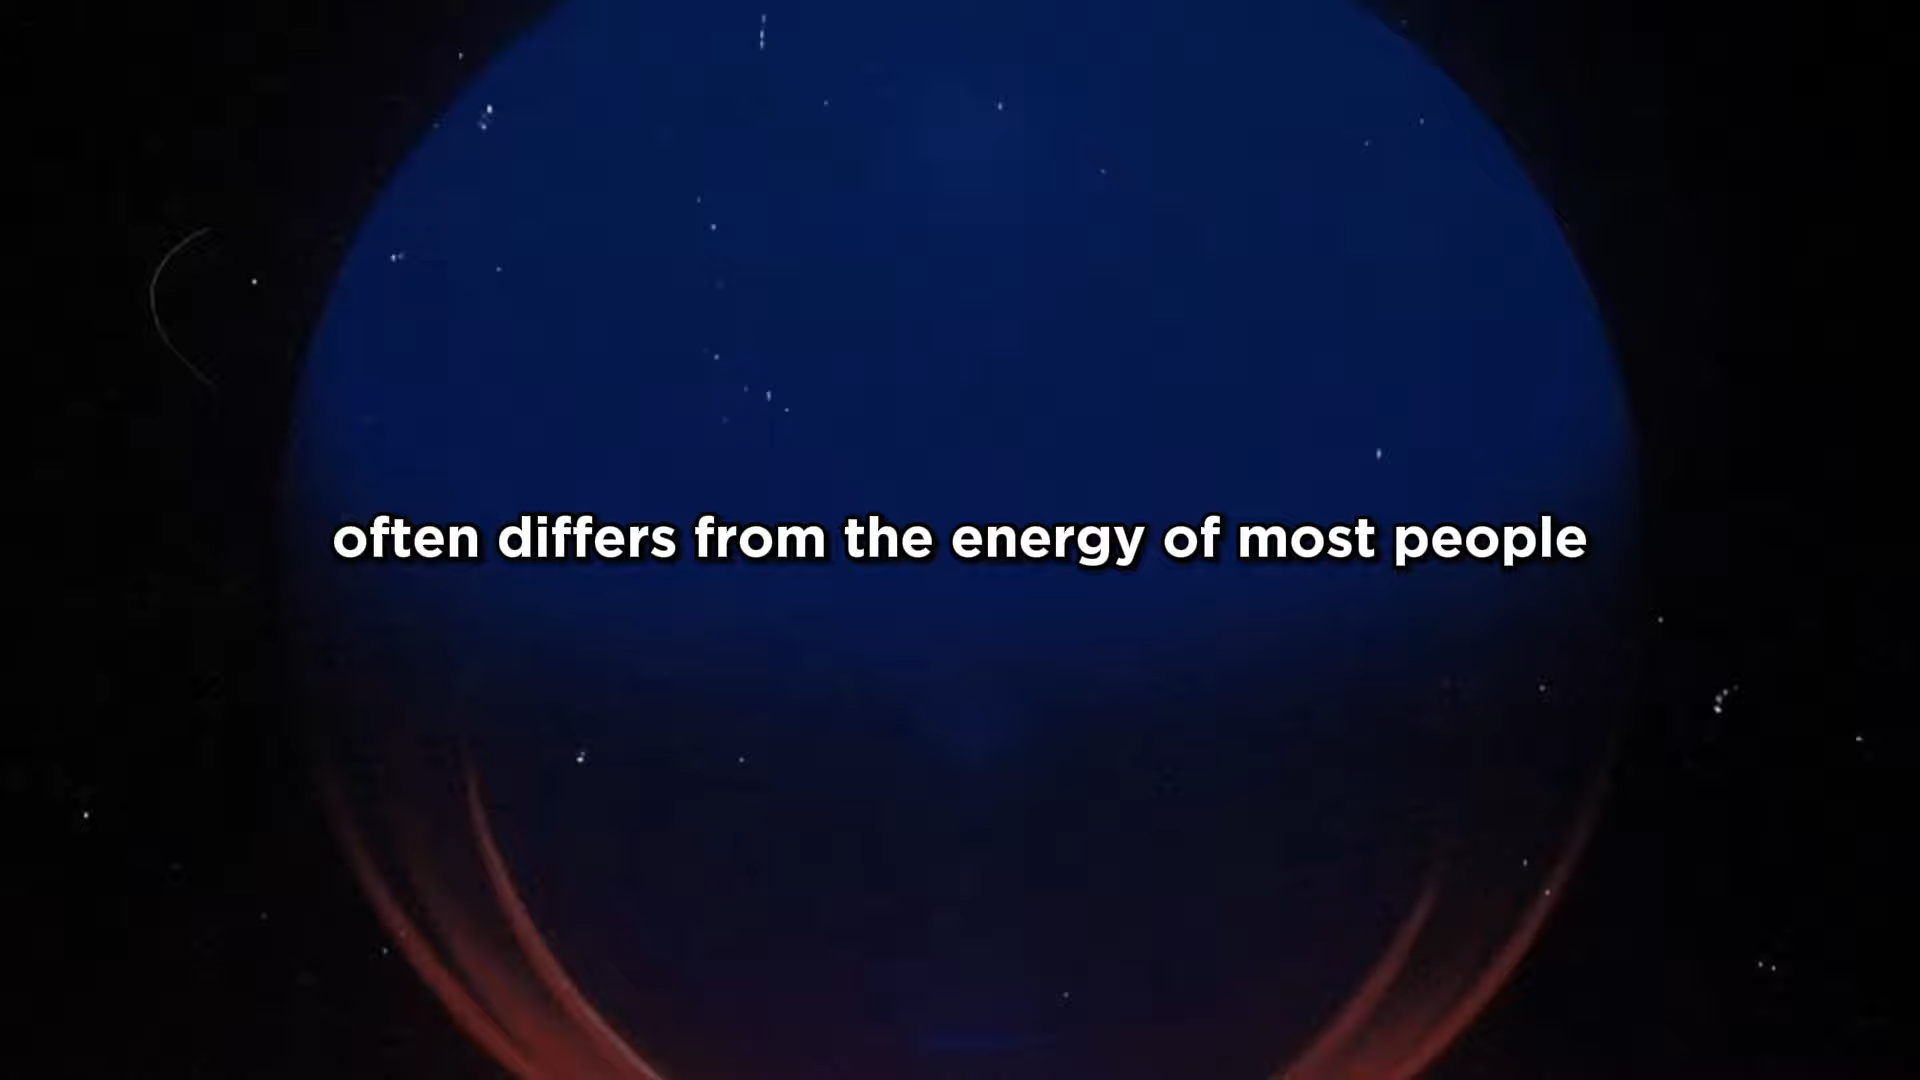 often differs from the energy of most people